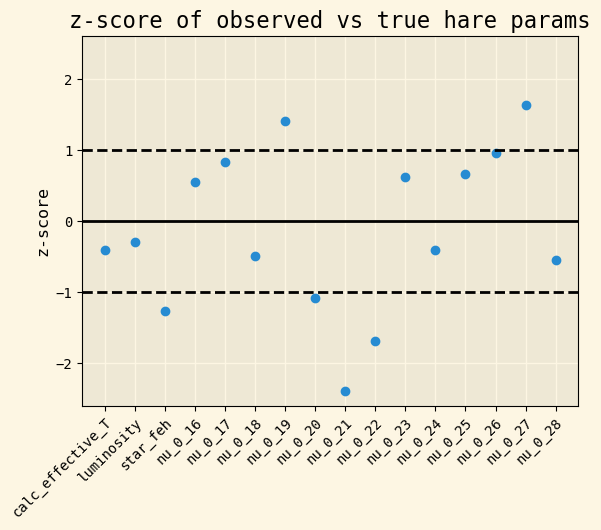 z-score of observed vs true hare params
z-score
2
1
0
−1
−2
calc_effective_T
luminosity
star_feh
nu_0_16
nu_0_17
nu_0_18
nu_0_19
nu_0_20
nu_0_21
nu_0_22
nu_0_23
nu_0_24
nu_0_25
nu_0_26
nu_0_27
nu_0_28